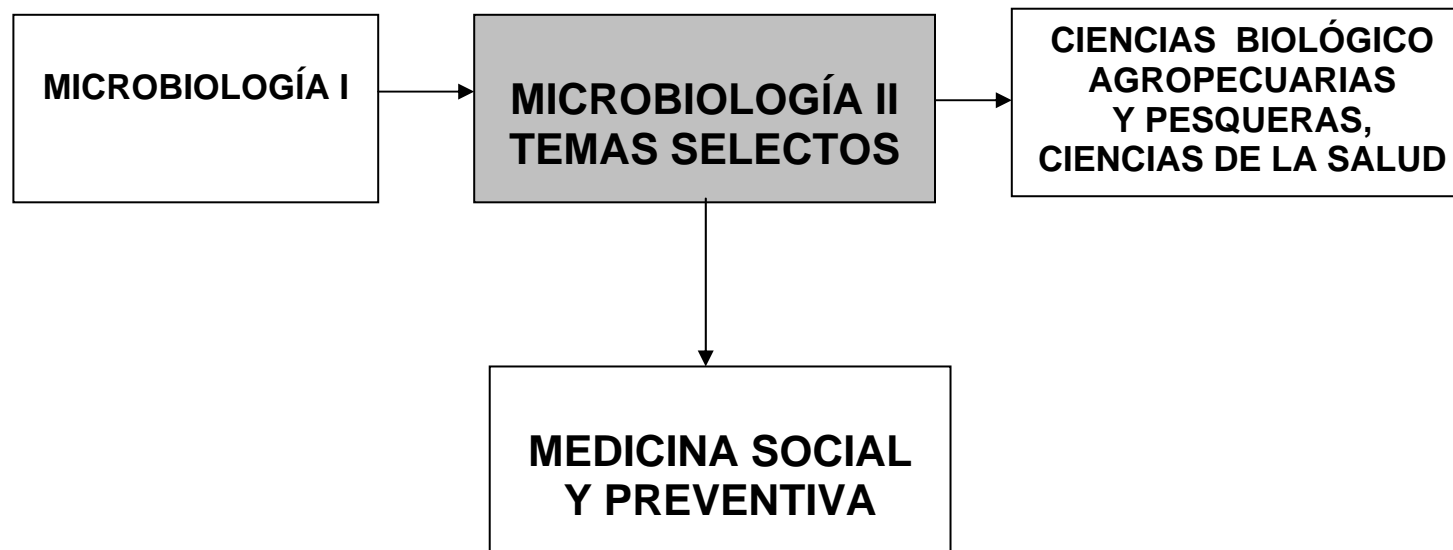 MICROBIOLOGÍA I
MICROBIOLOGÍA II
TEMAS SELECTOS
CIENCIAS BIOLÓGICO
AGROPECUARIAS
Y PESQUERAS,
CIENCIAS DE LA SALUD
MEDICINA SOCIAL
Y PREVENTIVA